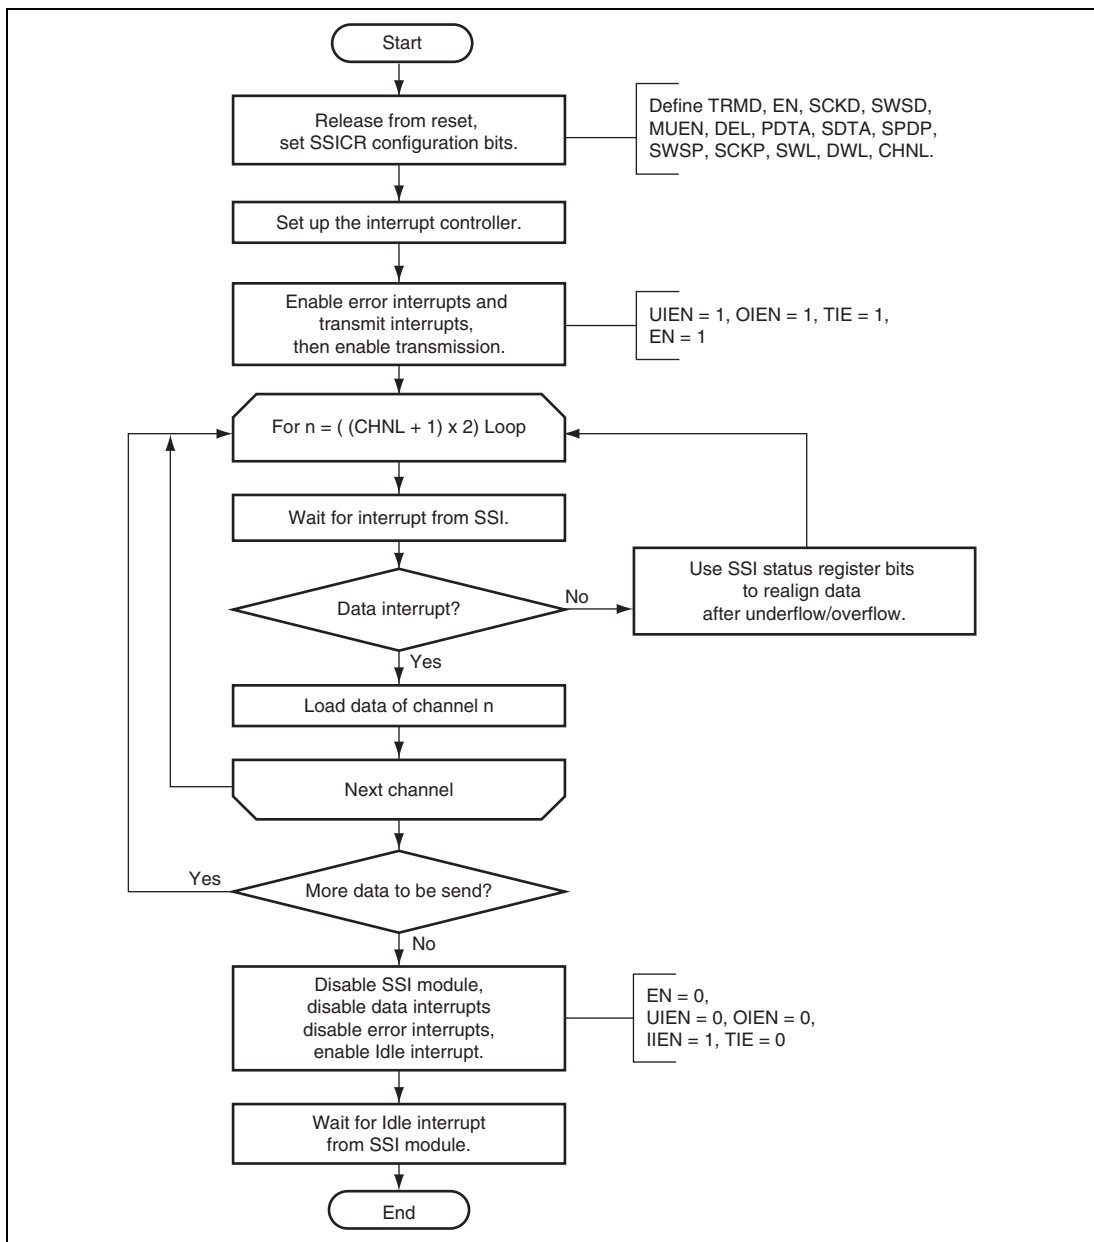 Start
Release from reset,
set SSICR configuration bits.
Define TRMD, EN, SCKD, SWSD,
MUEN, DEL, PDTA, SDTA, SPDP,
SWSP, SCKP, SWL, DWL, CHNL.
Set up the interrupt controller.
Enable error interrupts and
transmit interrupts,
then enable transmission.
UIEN = 1, OIEN = 1, TIE = 1,
EN = 1
For n = ( (CHNL + 1) x 2) Loop
Wait for interrupt from SSI.
Data interrupt?
No
Use SSI status register bits
to realign data
after underflow/overflow.
Yes
Load data of channel n
Next channel
Yes
More data to be send?
No
Disable SSI module,
disable data interrupts
disable error interrupts,
enable Idle interrupt.
EN = 0,
UIEN = 0, OIEN = 0,
IIEN = 1, TIE = 0
Wait for Idle interrupt
from SSI module.
End